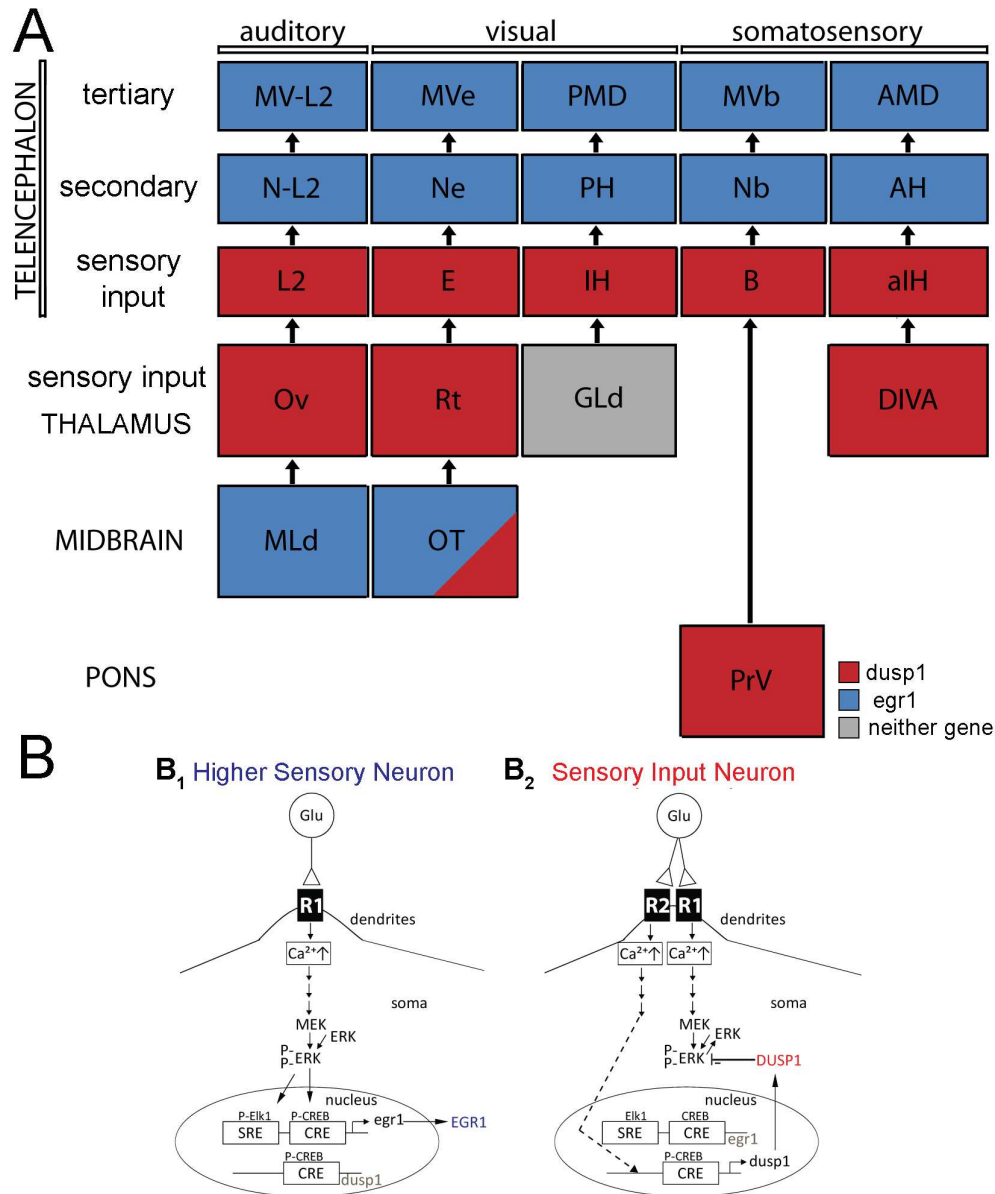 A
auditory visual somatosensory
TELENCEPHALON
tertiary MV-L2 MVe PMD MVb AMD
secondary N-L2 Ne PH Nb AH
sensory
input L2 E IH B aIH
sensory input
THALAMUS Ov Rt GLd DIVA
MIDBRAIN MLd OT
PONS PrV
dusp1
egr1
neither gene
B
B1 Higher Sensory Neuron
Glu
R1
dendrites
Ca2+↑
soma
MEK
ERK
P-
P-ERK
nucleus
P-Elk1 P-CREB
SRE CRE egr1 EGR1
P-CREB
CRE dusp1
B2 Sensory Input Neuron
Glu
R2 R1
dendrites
Ca2+↑ Ca2+↑
soma
MEK
ERK
P-
P-ERK DUSP1
nucleus
Elk1 CREB
SRE CRE egr1
P-CREB
CRE dusp1